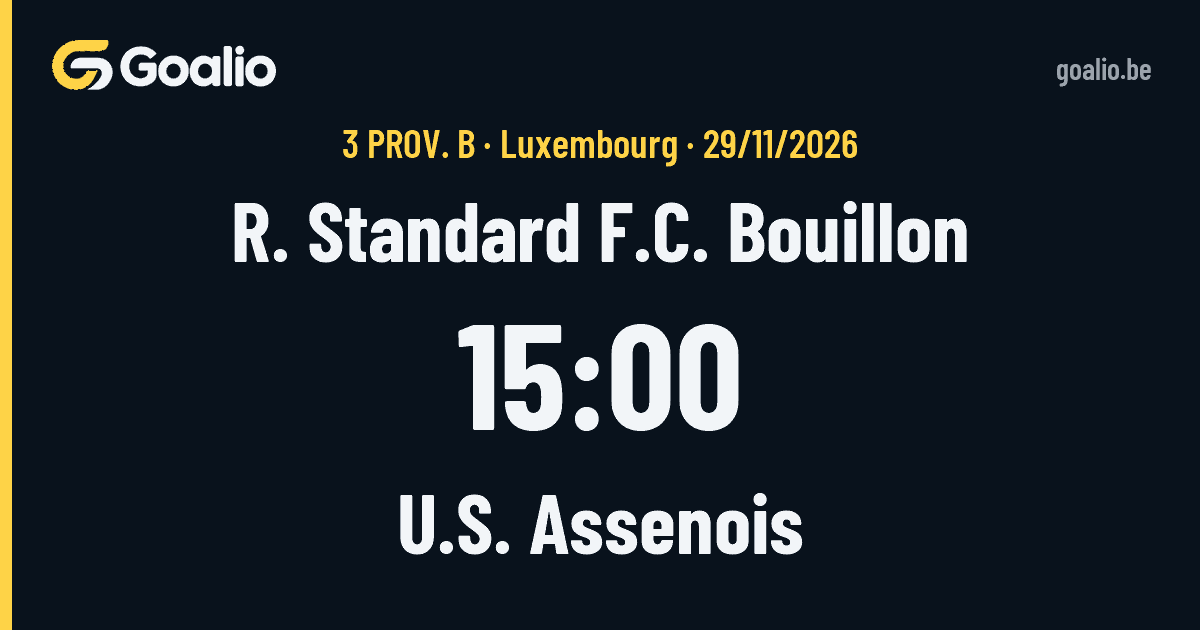 Goalio
goalio.be
3 PROV. B · Luxembourg · 29/11/2026
R. Standard F.C. Bouillon
15:00
U.S. Assenois